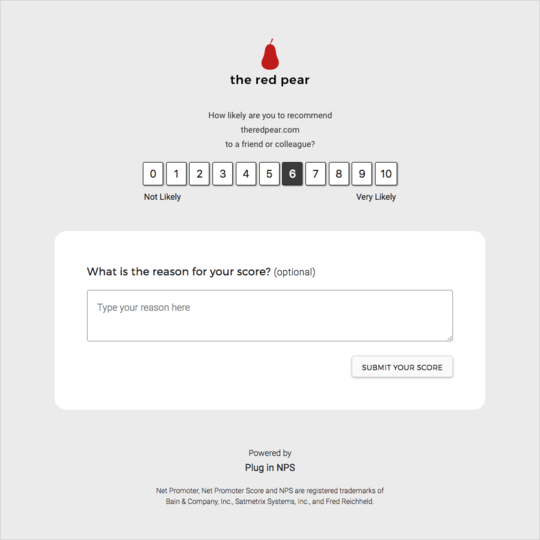 the red pear
How likely are you to recommend
theredpear.com
to a friend or colleague?
0 1 2 3 4 5 6 7 8 9 10
Not Likely Very Likely
What is the reason for your score? (optional)
Type your reason here
SUBMIT YOUR SCORE
Powered by
Plug in NPS
Net Promoter, Net Promoter Score and NPS are registered trademarks of
Bain & Company, Inc., Satmetrix Systems, Inc., and Fred Reichheld.